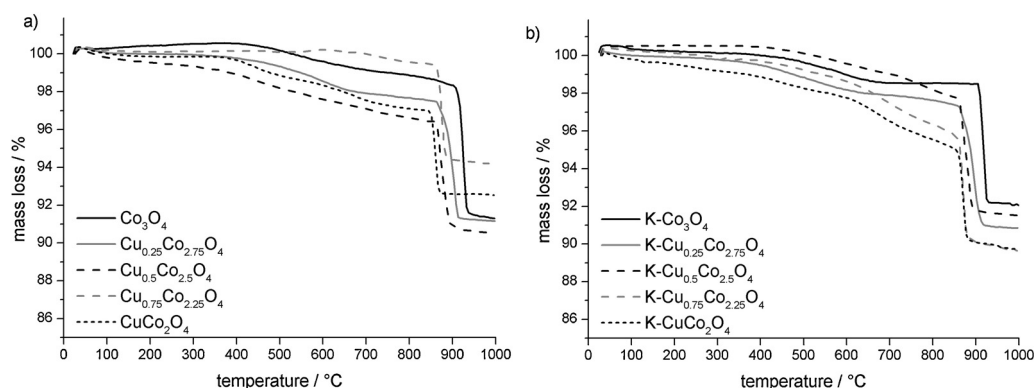 a)
mass loss / %
100
98
96
94
92
90
88
86
Co₃O₄
Cu₀.₂₅Co₂.₇₅O₄
Cu₀.₅Co₂.₅O₄
Cu₀.₇₅Co₂.₂₅O₄
CuCo₂O₄
0 100 200 300 400 500 600 700 800 900 1000
temperature / °C
b)
mass loss / %
100
98
96
94
92
90
88
86
K-Co₃O₄
K-Cu₀.₂₅Co₂.₇₅O₄
K-Cu₀.₅Co₂.₅O₄
K-Cu₀.₇₅Co₂.₂₅O₄
K-CuCo₂O₄
0 100 200 300 400 500 600 700 800 900 1000
temperature / °C